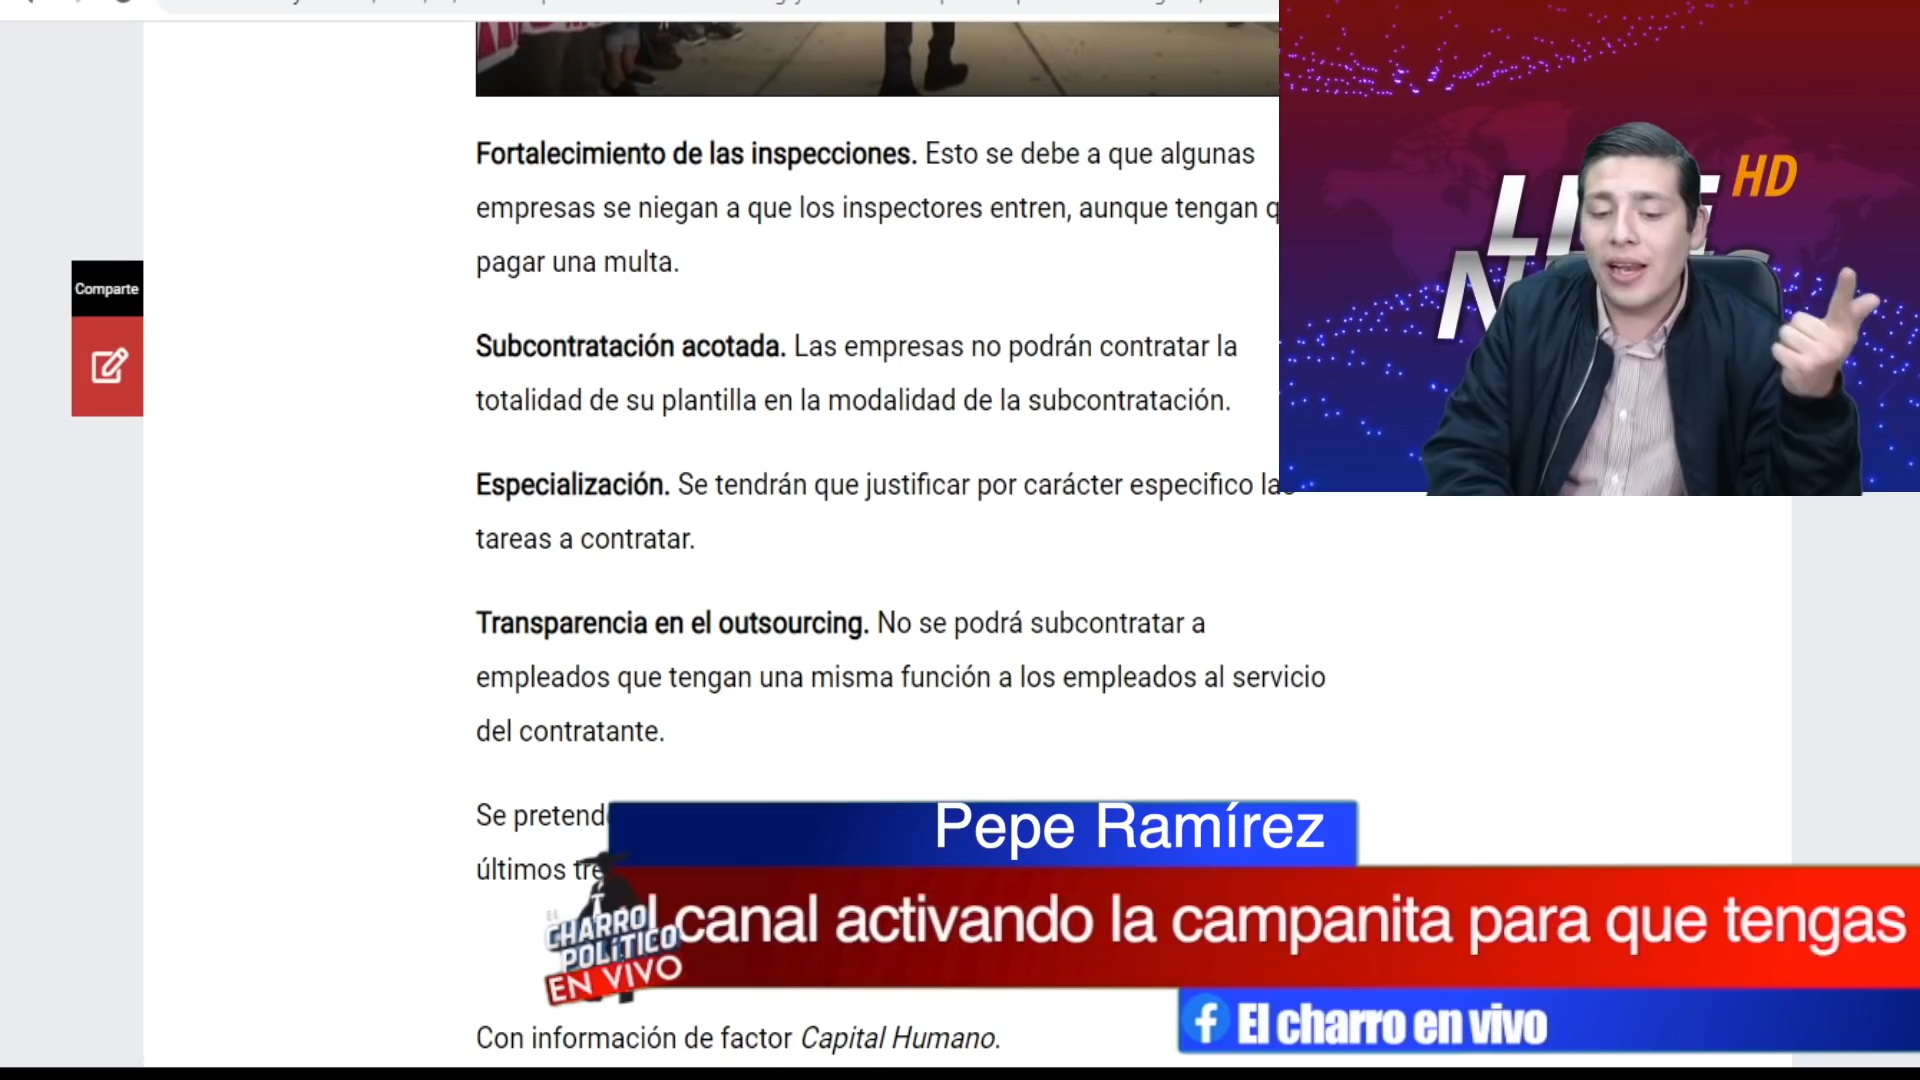 Fortalecimiento de las inspecciones. Esto se debe a que algunas
empresas se niegan a que los inspectores entren, aunque tengan
pagar una multa.
Subcontratación acotada. Las empresas no podrán contratar la
totalidad de su plantilla en la modalidad de la subcontratación.
Especialización. Se tendrán que justificar por carácter especifico las
tareas a contratar.
Transparencia en el outsourcing. No se podrá subcontratar a
empleados que tengan una misma función a los empleados al servicio
del contratante.
Se
últimos
Con información de factor Capital Humano.
Comparte
HD
Pepe Ramírez
canal activando la campanita para que tengas
EL
CHARRO
POLÍTICO
EN VIVO
El charro en vivo